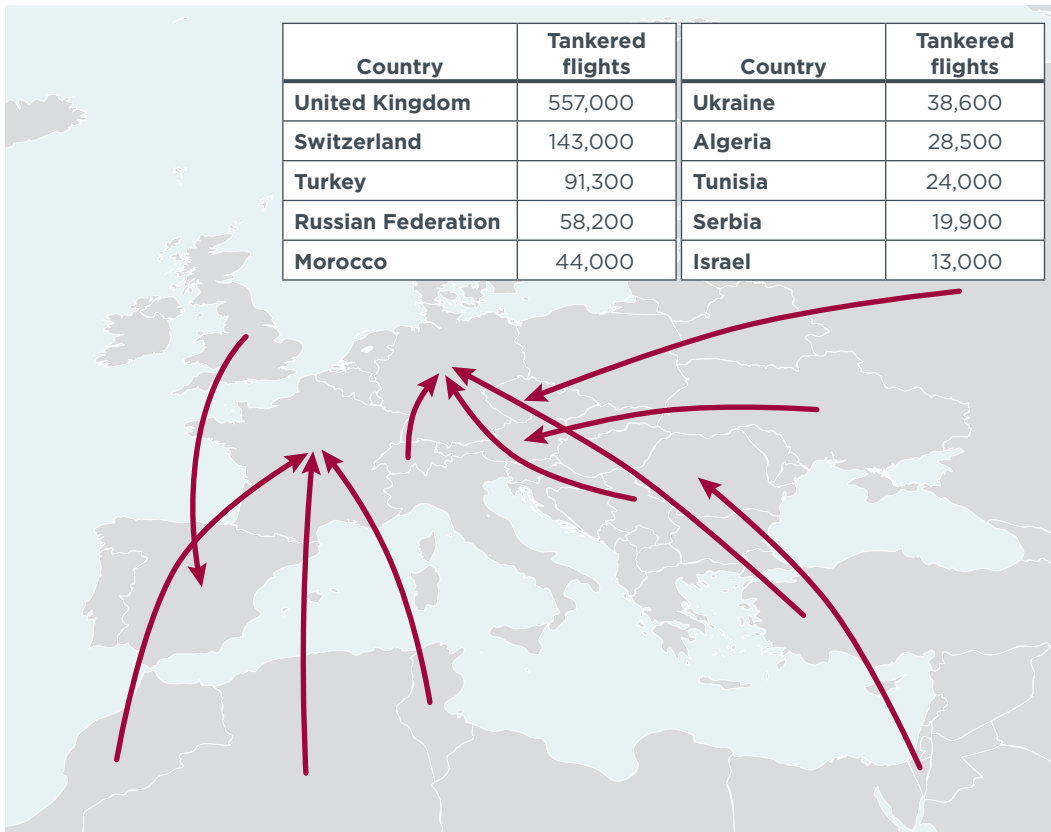 Country Tankered flights Country Tankered flights
United Kingdom 557,000 Ukraine 38,600
Switzerland 143,000 Algeria 28,500
Turkey 91,300 Tunisia 24,000
Russian Federation 58,200 Serbia 19,900
Morocco 44,000 Israel 13,000